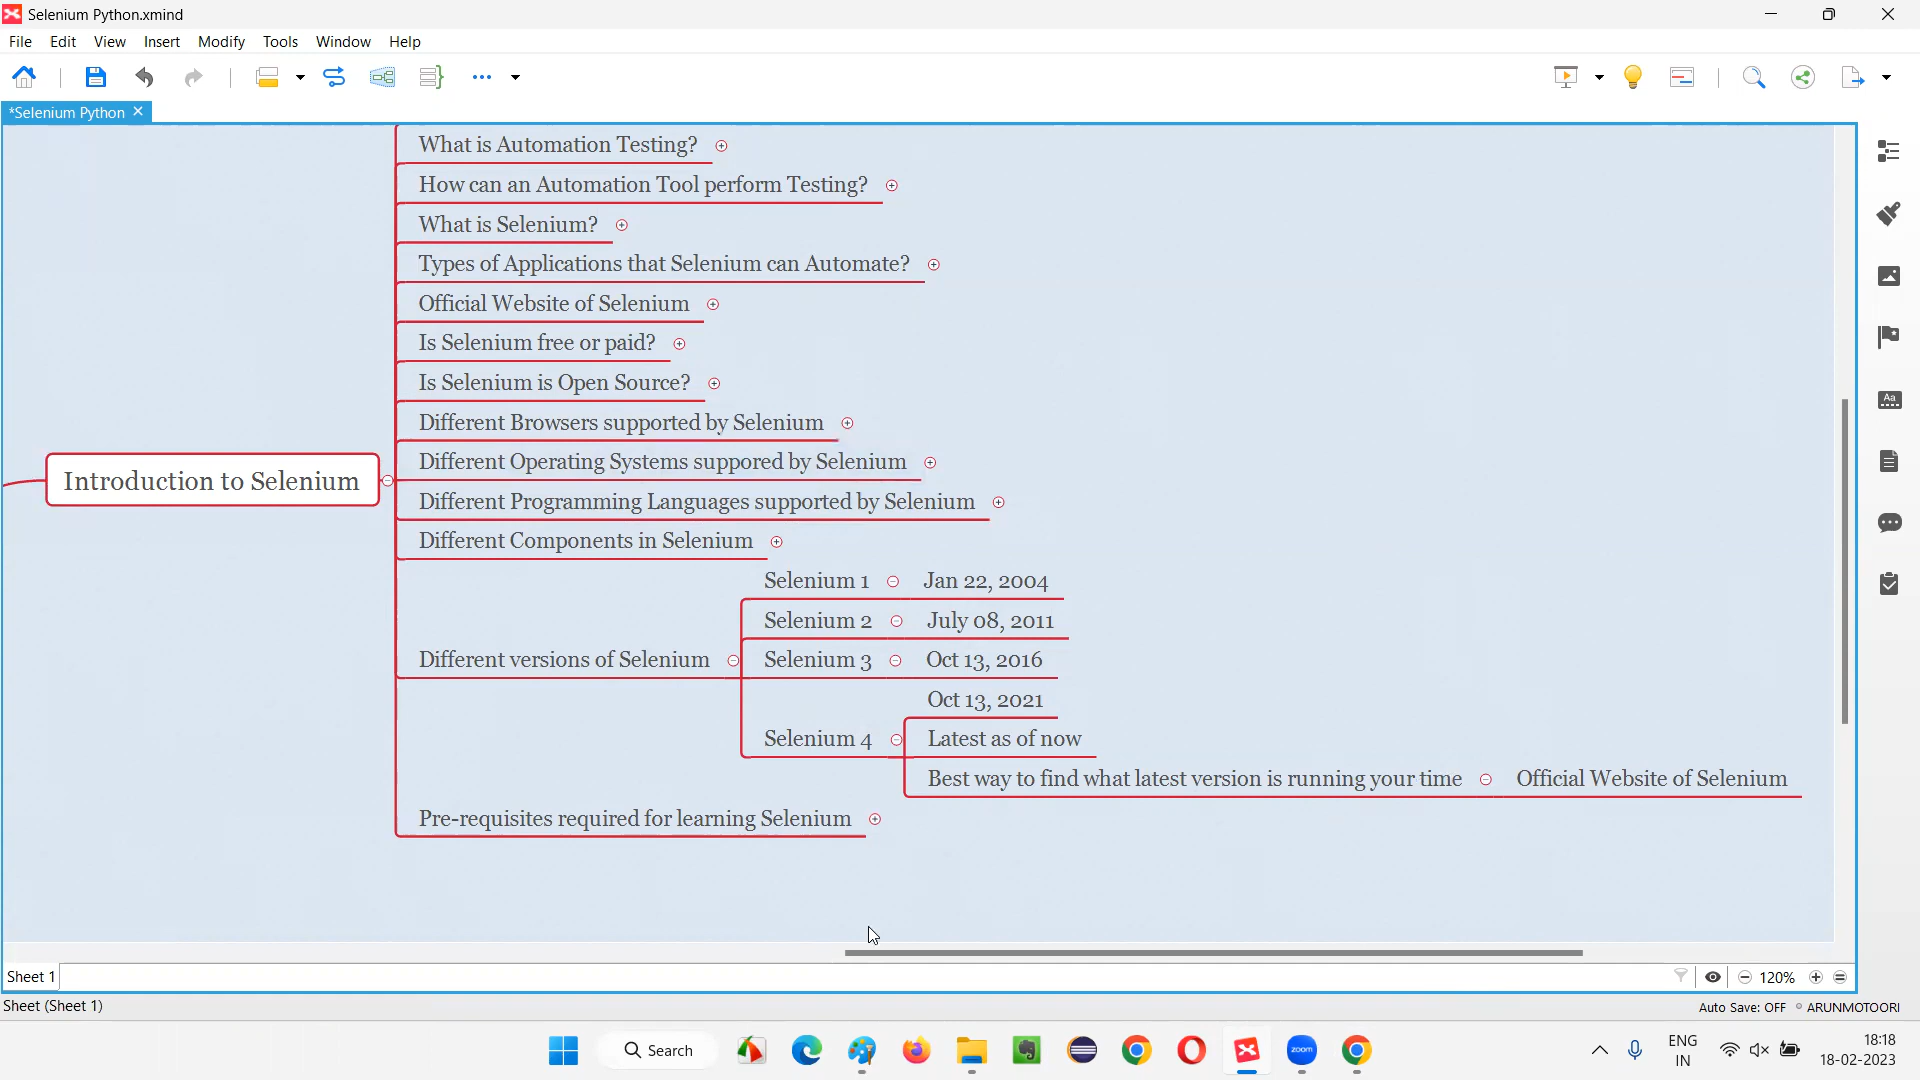 Selenium Python.xmind
File Edit View Insert Modify Tools Window Help
*Selenium Python
What is Automation Testing?
How can an Automation Tool perform Testing?
What is Selenium?
Types of Applications that Selenium can Automate?
Official Website of Selenium
Is Selenium free or paid?
Is Selenium is Open Source?
Different Browsers supported by Selenium
Different Operating Systems suppored by Selenium
Introduction to Selenium
Different Programming Languages supported by Selenium
Different Components in Selenium
Selenium 1 Jan 22, 2004
Selenium 2 July 08, 2011
Different versions of Selenium Selenium 3 Oct 13, 2016
Oct 13, 2021
Selenium 4 Latest as of now
Best way to find what latest version is running your time Official Website of Selenium
Pre-requisites required for learning Selenium
Aa
Sheet 1
120%
Sheet (Sheet 1)
Auto Save: OFF ARUNMOTOORI
Search
zoom
ENG
IN
18:18
18-02-2023